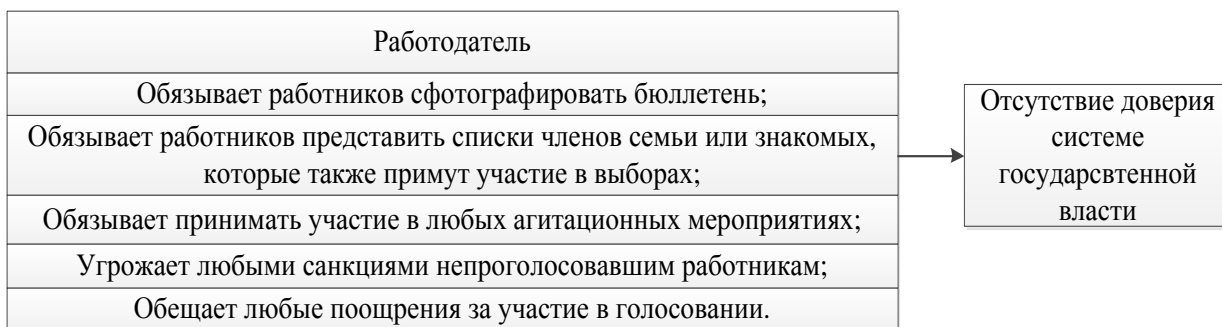 Работодатель
Обязывает работников сфотографировать бюллетень;
Обязывает работников представить списки членов семьи или знакомых,
которые также примут участие в выборах;
Обязывает принимать участие в любых агитационных мероприятиях;
Угрожает любыми санкциями непроголосовавшим работникам;
Обещает любые поощрения за участие в голосовании.
Отсутствие доверия
системе
государсвтенной
власти